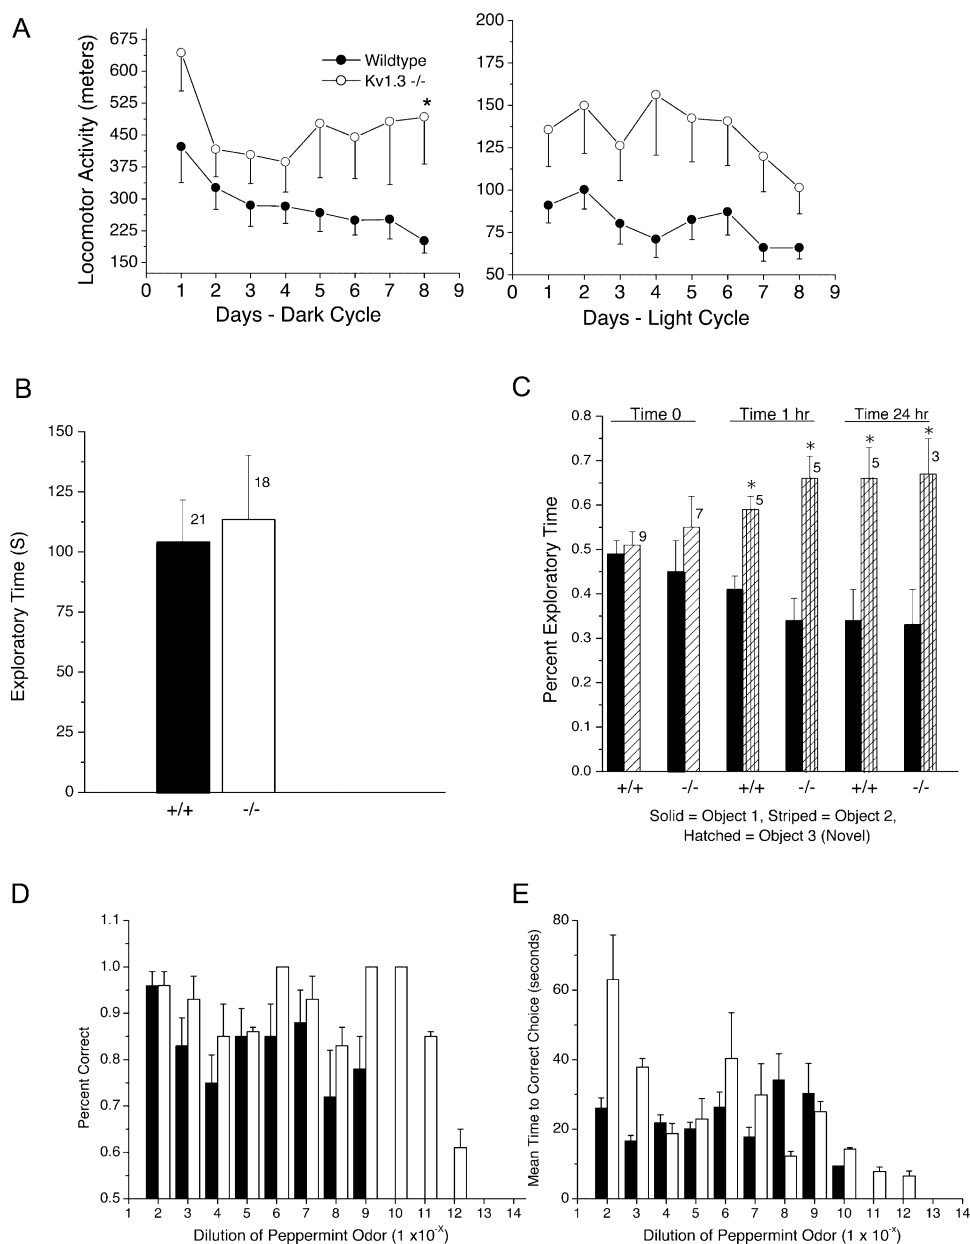 A
Locomotor Activity (meters)
675
600
525
450
375
300
225
150
Wildtype
Kv1.3 -/-
*
0 1 2 3 4 5 6 7 8 9
Days - Dark Cycle
200
150
100
75
50
0 1 2 3 4 5 6 7 8 9
Days - Light Cycle
B
Exploratory Time (S)
150
125
100
75
50
25
0
21
18
+/+ -/-
C
Percent Exploratory Time
0.8
0.7
0.6
0.5
0.4
0.3
0.2
0.1
0.0
Time 0 Time 1 hr Time 24 hr
* * * *
9 7 5 5 5 3
+/+ -/- +/+ -/- +/+ -/-
Solid = Object 1, Striped = Object 2,
Hatched = Object 3 (Novel)
D
Percent Correct
1.1
1.0
0.9
0.8
0.7
0.6
0.5
1 2 3 4 5 6 7 8 9 10 11 12 13 14
Dilution of Peppermint Odor (1 x10-x)
E
Mean Time to Correct Choice (seconds)
80
60
40
20
0
1 2 3 4 5 6 7 8 9 10 11 12 13 14
Dilution of Peppermint Odor (1 x 10-x)